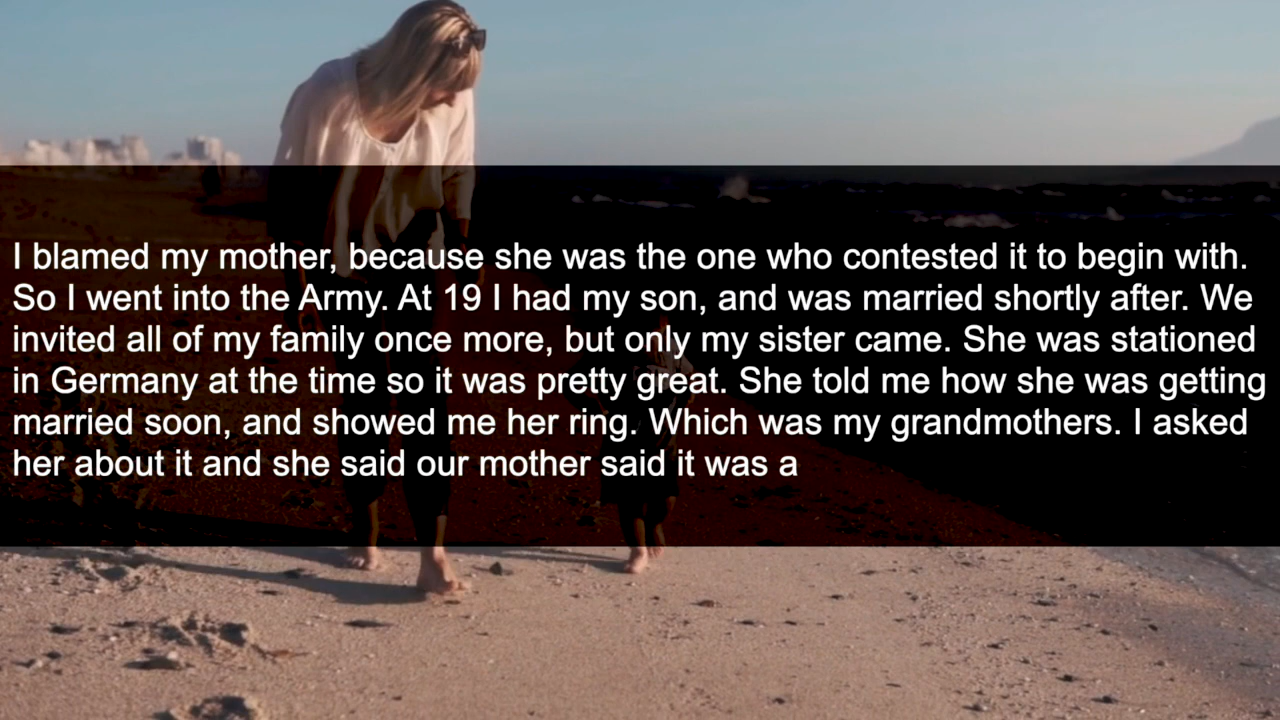 I blamed my mother, because she was the one who contested it to begin with.
So I went into the Army. At 19 I had my son, and was married shortly after. We
invited all of my family once more, but only my sister came. She was stationed
in Germany at the time so it was pretty great. She told me how she was getting
married soon, and showed me her ring. Which was my grandmothers. I asked
her about it and she said our mother said it was a